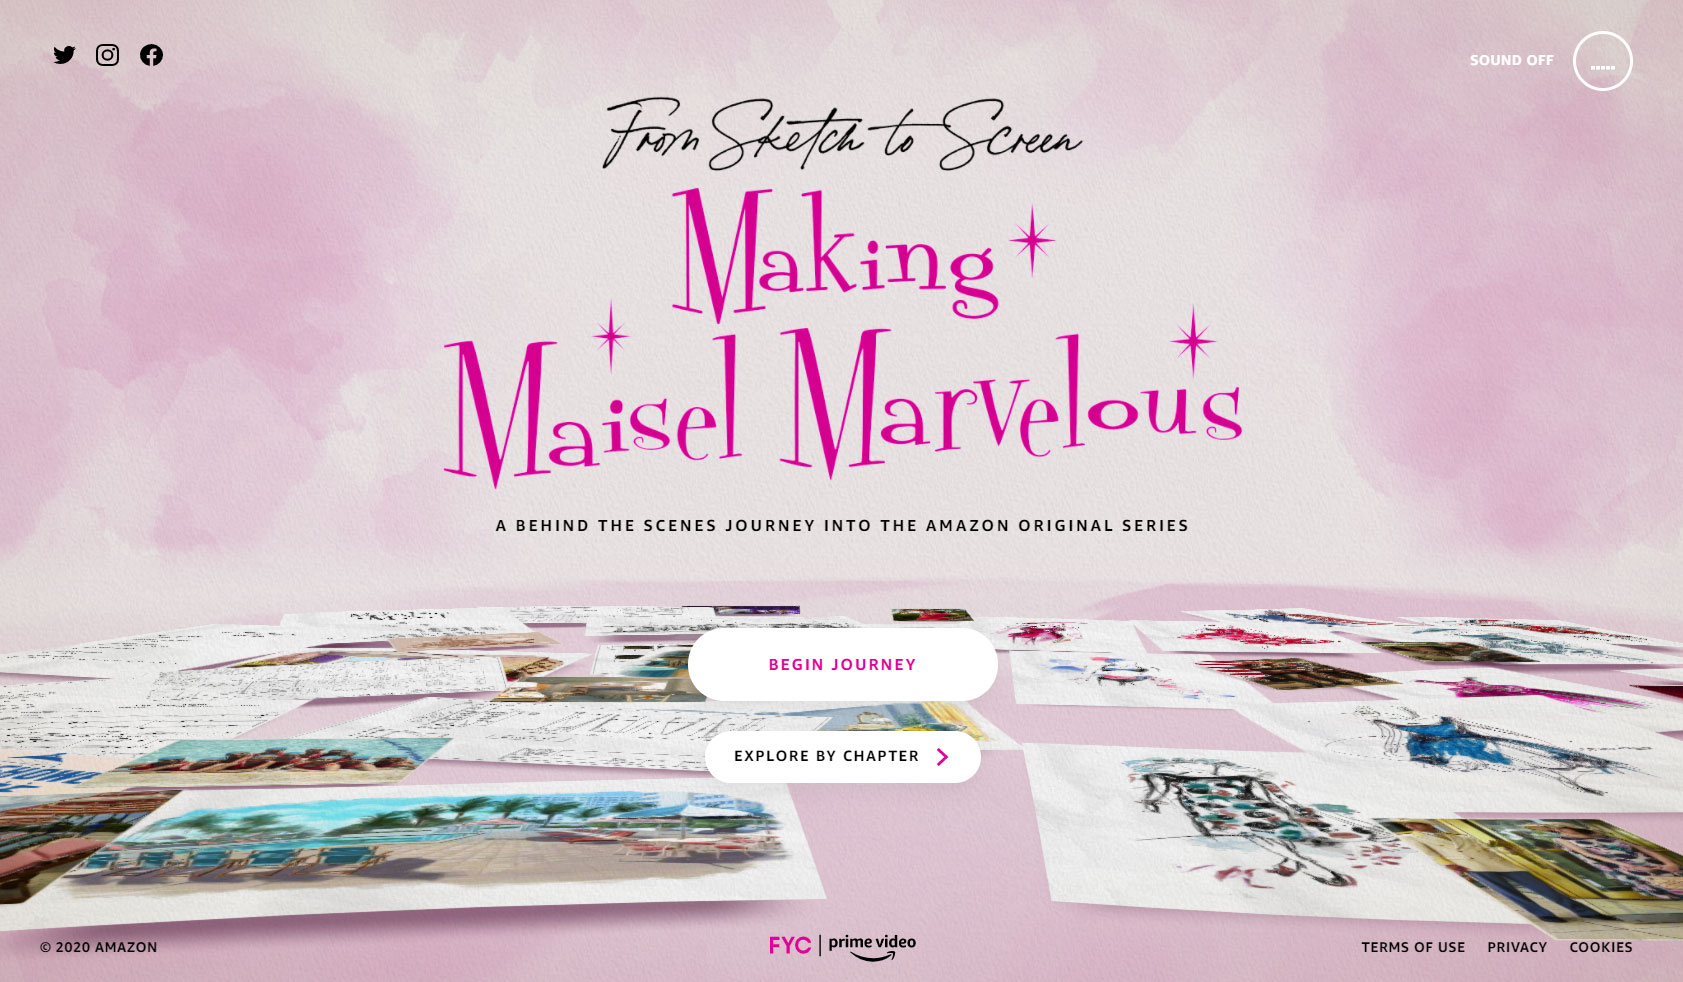 SOUND OFF
From Sketch to Screen
Making
Maisel Marvelous
A BEHIND THE SCENES JOURNEY INTO THE AMAZON ORIGINAL SERIES
BEGIN JOURNEY
EXPLORE BY CHAPTER
© 2020 AMAZON
FYC | prime video
TERMS OF USE PRIVACY COOKIES